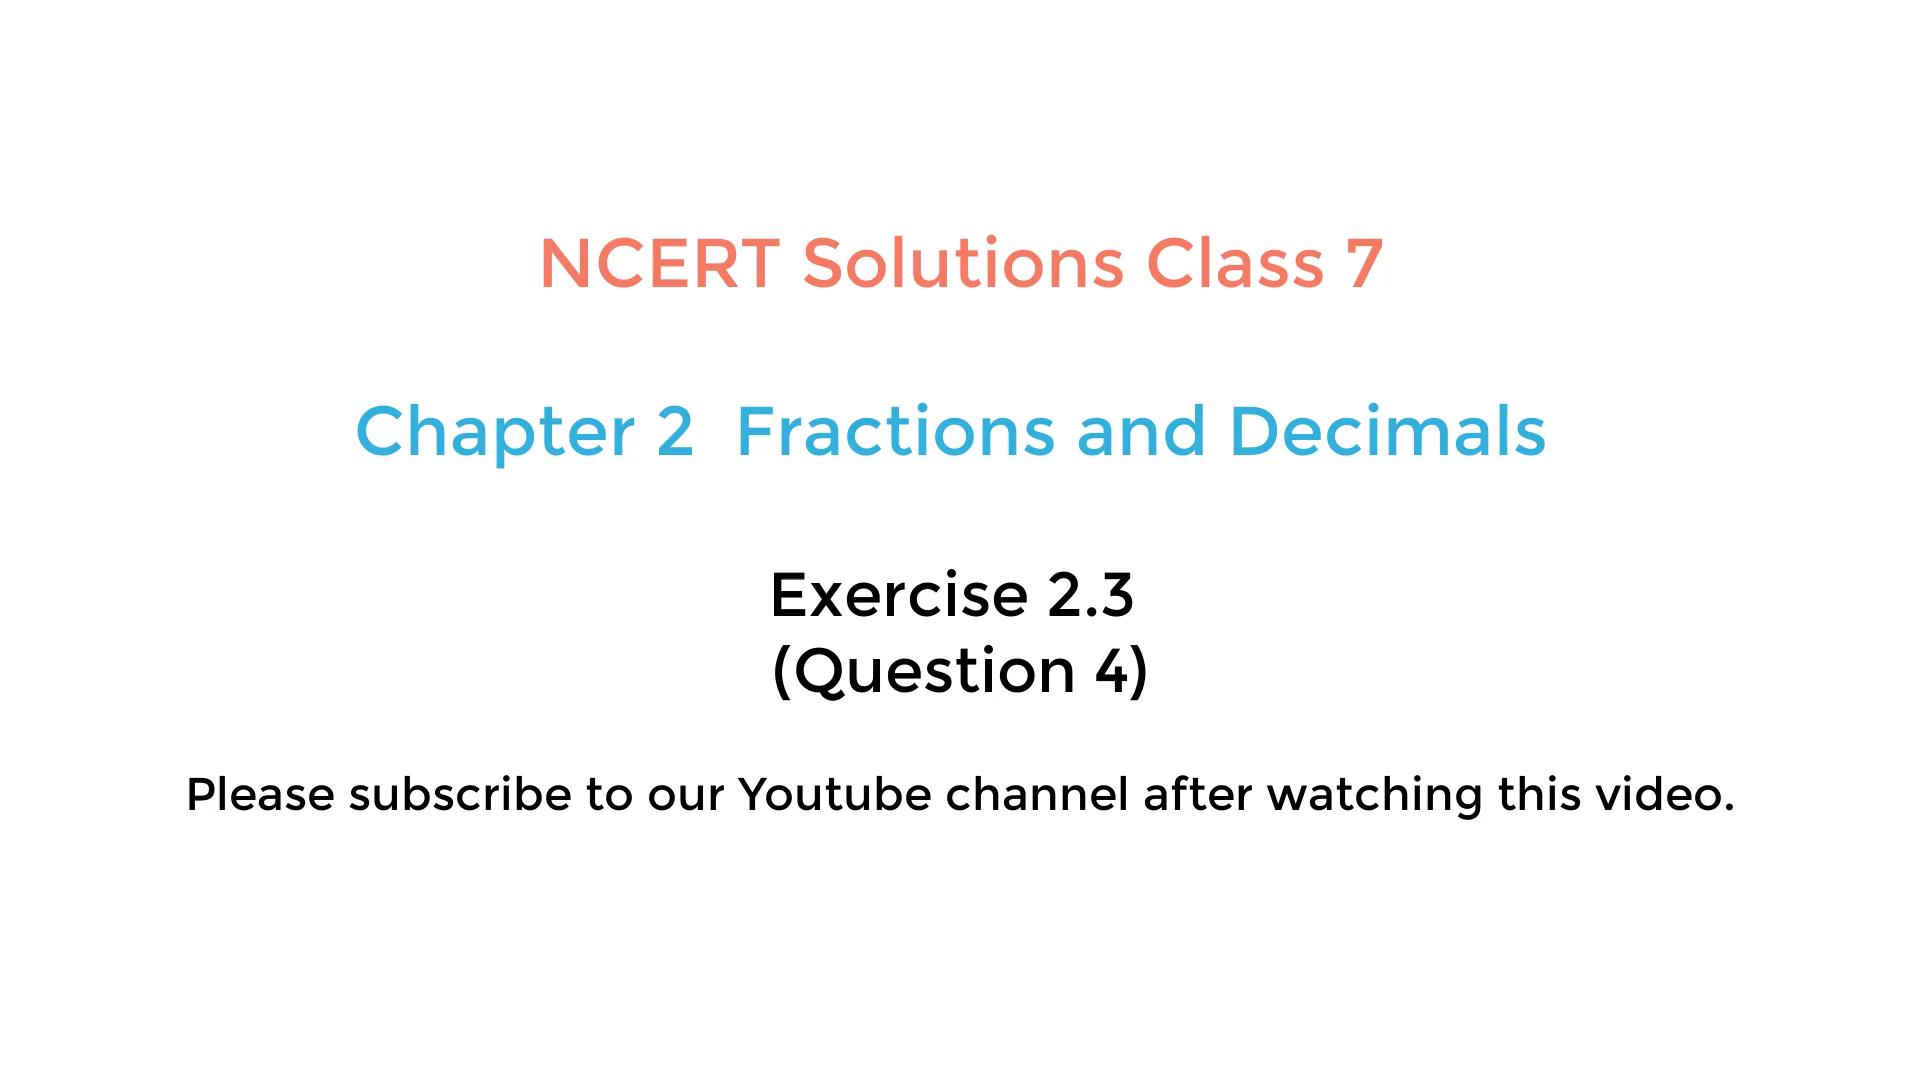 NCERT Solutions Class 7
Chapter 2 Fractions and Decimals
Exercise 2.3
(Question 4)
Please subscribe to our Youtube channel after watching this video.